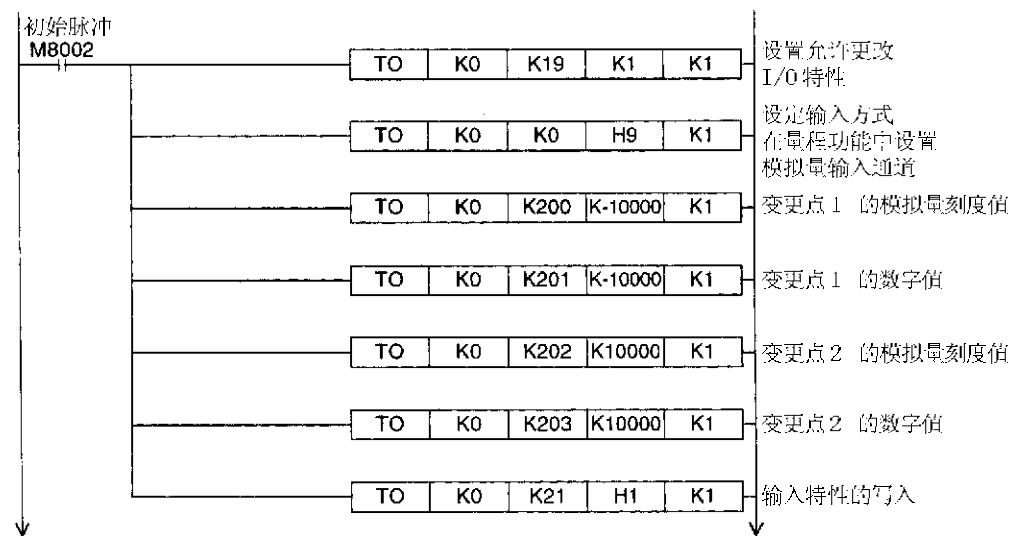 初始脉冲
M8002
TO K0 K19 K1 K1
设置允许更改
I/O特性
TO K0 K0 H9 K1
设定输入方式
在量程功能中设置
模拟量输入通道
TO K0 K200 K-10000 K1
变更点1 的模拟量刻度值
TO K0 K201 K-10000 K1
变更点1 的数字值
TO K0 K202 K10000 K1
变更点2 的模拟量刻度值
TO K0 K203 K10000 K1
变更点2 的数字值
TO K0 K21 H1 K1
输入特性的写入